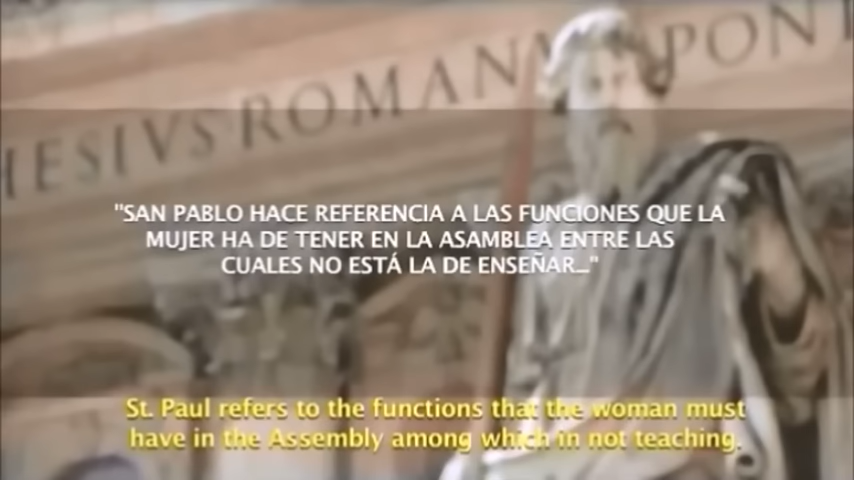 HESIVS ROMANV PONT
"SAN PABLO HACE REFERENCIA A LAS FUNCIONES QUE LA
MUJER HA DE TENER EN LA ASAMBLEA ENTRE LAS
CUALES NO ESTÁ LA DE ENSEÑAR..."
St. Paul refers to the functions that the woman must
have in the Assembly among which in not teaching.